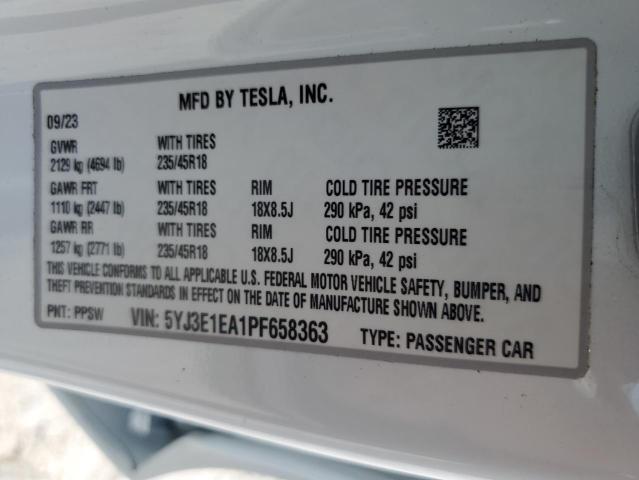 MFD BY TESLA, INC.
09/23
GVWR WITH TIRES
2129 kg (4694 lb) 235/45R18
GAWR FRT WITH TIRES RIM COLD TIRE PRESSURE
1110 kg (2447 lb) 235/45R18 18X8.5J 290 kPa, 42 psi
GAWR RR WITH TIRES RIM COLD TIRE PRESSURE
1257 kg (2771 lb) 235/45R18 18X8.5J 290 kPa, 42 psi
THIS VEHICLE CONFORMS TO ALL APPLICABLE U.S. FEDERAL MOTOR VEHICLE SAFETY, BUMPER, AND
THEFT PREVENTION STANDARDS IN EFFECT ON THE DATE OF MANUFACTURE SHOWN ABOVE.
PNT: PPSW VIN: 5YJ3E1EA1PF658363 TYPE: PASSENGER CAR